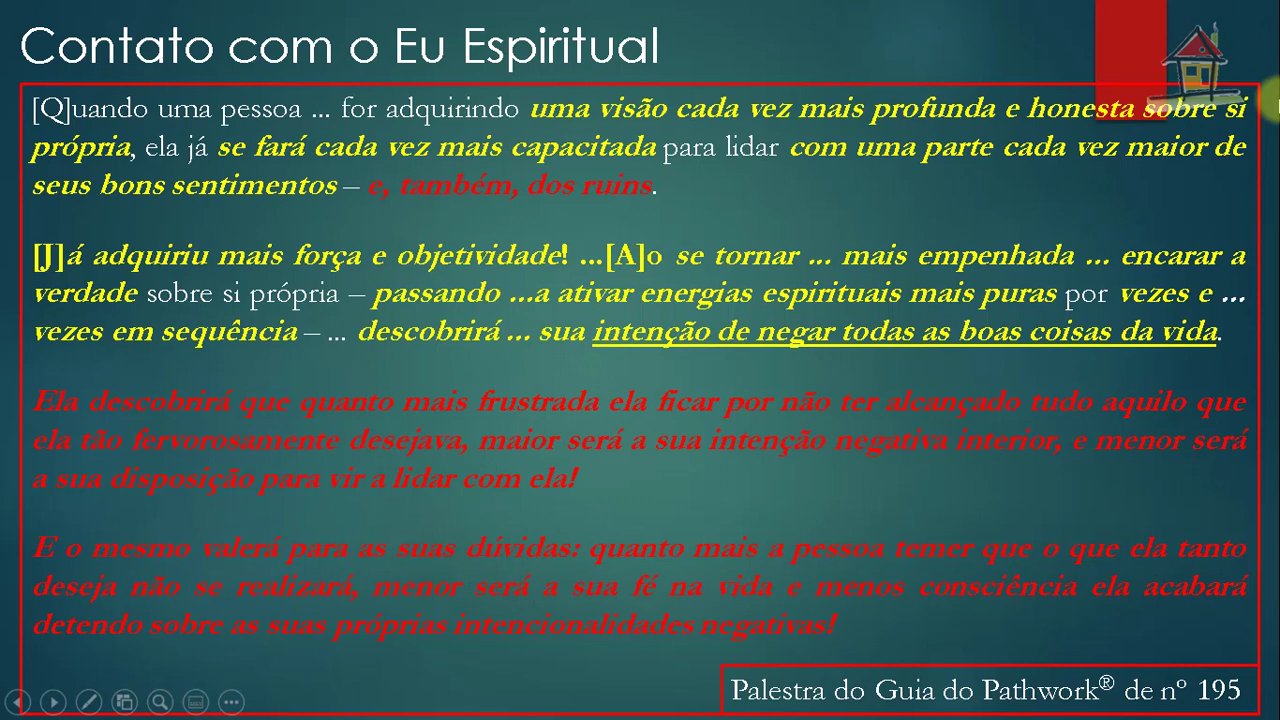 Contato com o Eu Espiritual
[Q]uando uma pessoa ... for adquirindo uma visão cada vez mais profunda e honesta sobre si
própria, ela já se fará cada vez mais capacitada para lidar com uma parte cada vez maior de
seus bons sentimentos – e, também, dos ruins.
[J]á adquiriu mais força e objetividade! ...[A]o se tornar ... mais empenhada ... encarar a
verdade sobre si própria – passando ...a ativar energias espirituais mais puras por vezes e ...
vezes em sequência – ... descobrirá ... sua intenção de negar todas as boas coisas da vida.
Ela descobrirá que quanto mais frustrada ela ficar por não ter alcançado tudo aquilo que
ela tão fervorosamente desejava, maior será a sua intenção negativa interior, e menor será
a sua disposição para vir a lidar com ela!
E o mesmo valerá para as suas dúvidas: quanto mais a pessoa temer que o que ela tanto
deseja não se realizará, menor será a sua fé na vida e menos consciência ela acabará
detendo sobre as suas próprias intencionalidades negativas!
Palestra do Guia do Pathwork® de nº 195